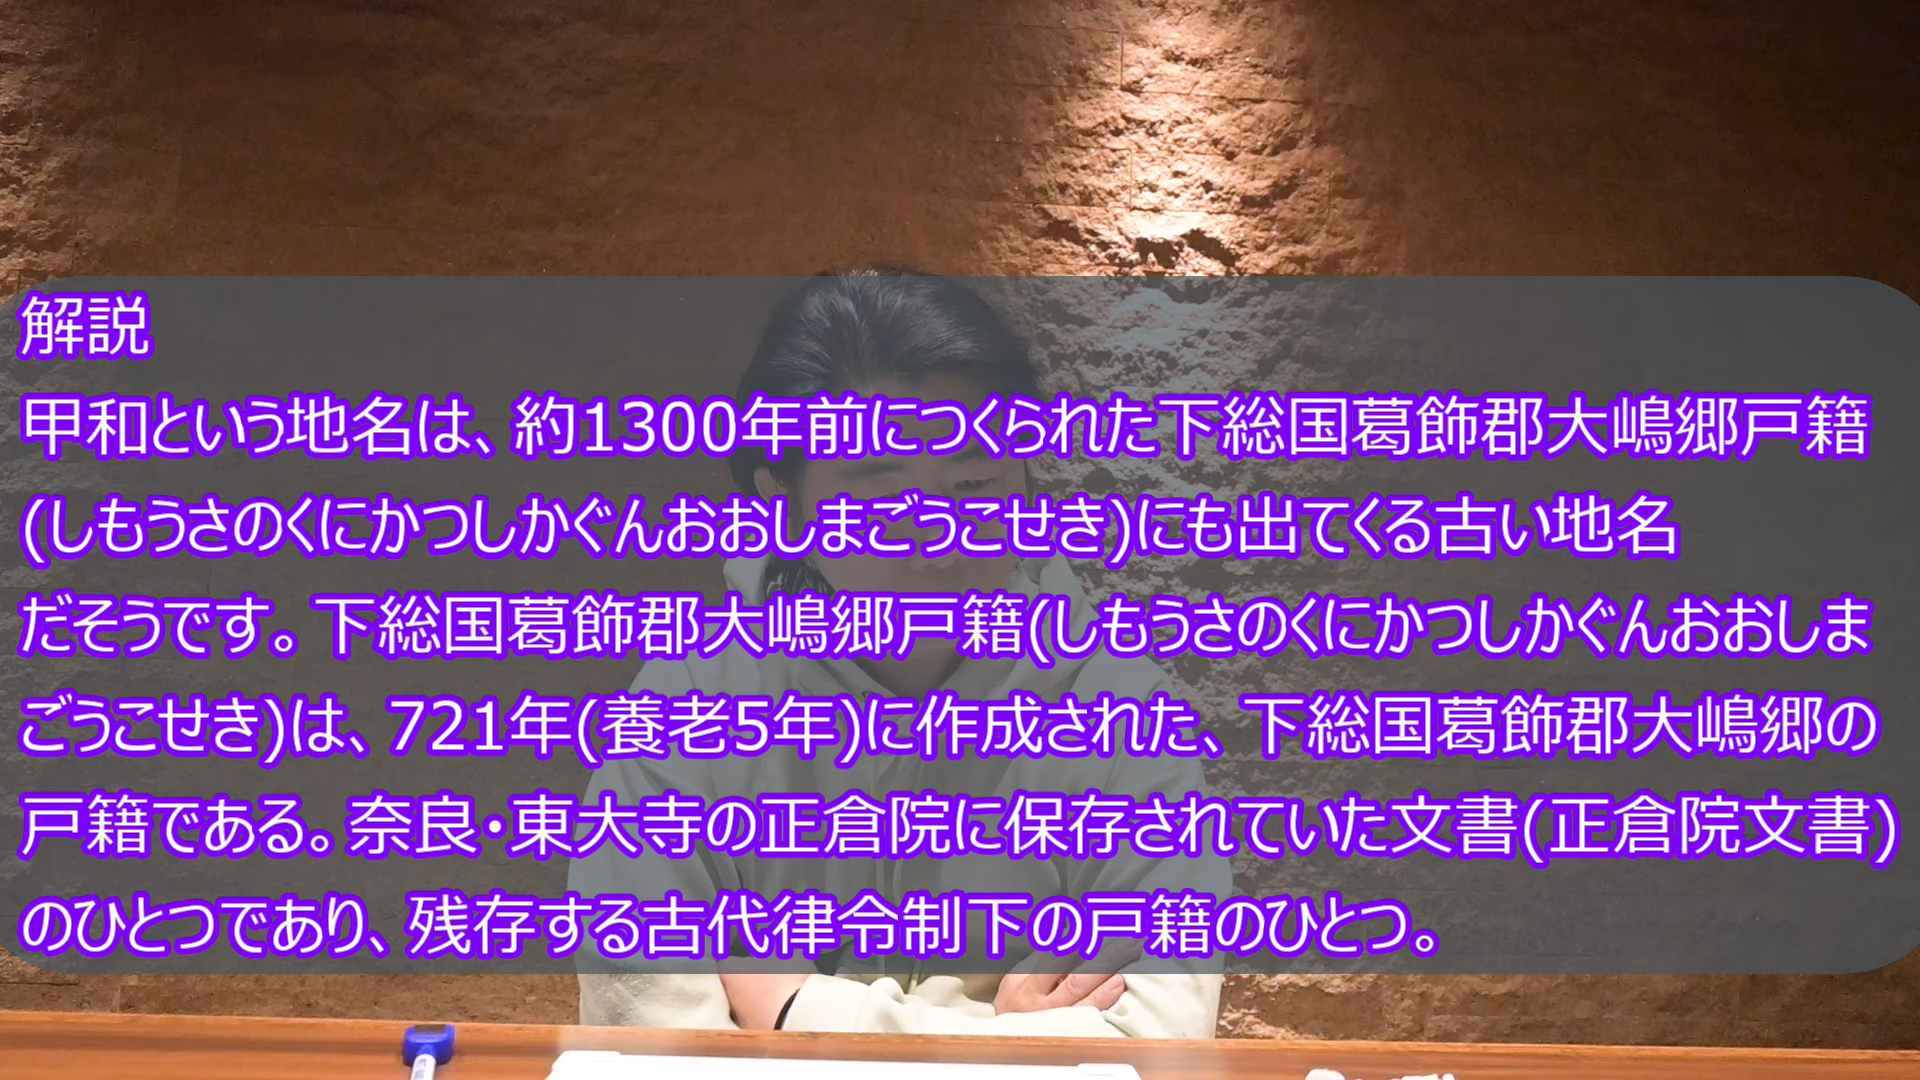 解説
甲和という地名は、約1300年前につくられた下総国葛飾郡大嶋郷戸籍
(しもうさのくにかつしかぐんおおしまごうこせき)にも出てくる古い地名
だそうです。下総国葛飾郡大嶋郷戸籍(しもうさのくにかつしかぐんおおしま
ごうこせき)は、721年(養老5年)に作成された、下総国葛飾郡大嶋郷の
戸籍である。奈良・東大寺の正倉院に保存されていた文書(正倉院文書)
のひとつであり、残存する古代律令制下の戸籍のひとつ。